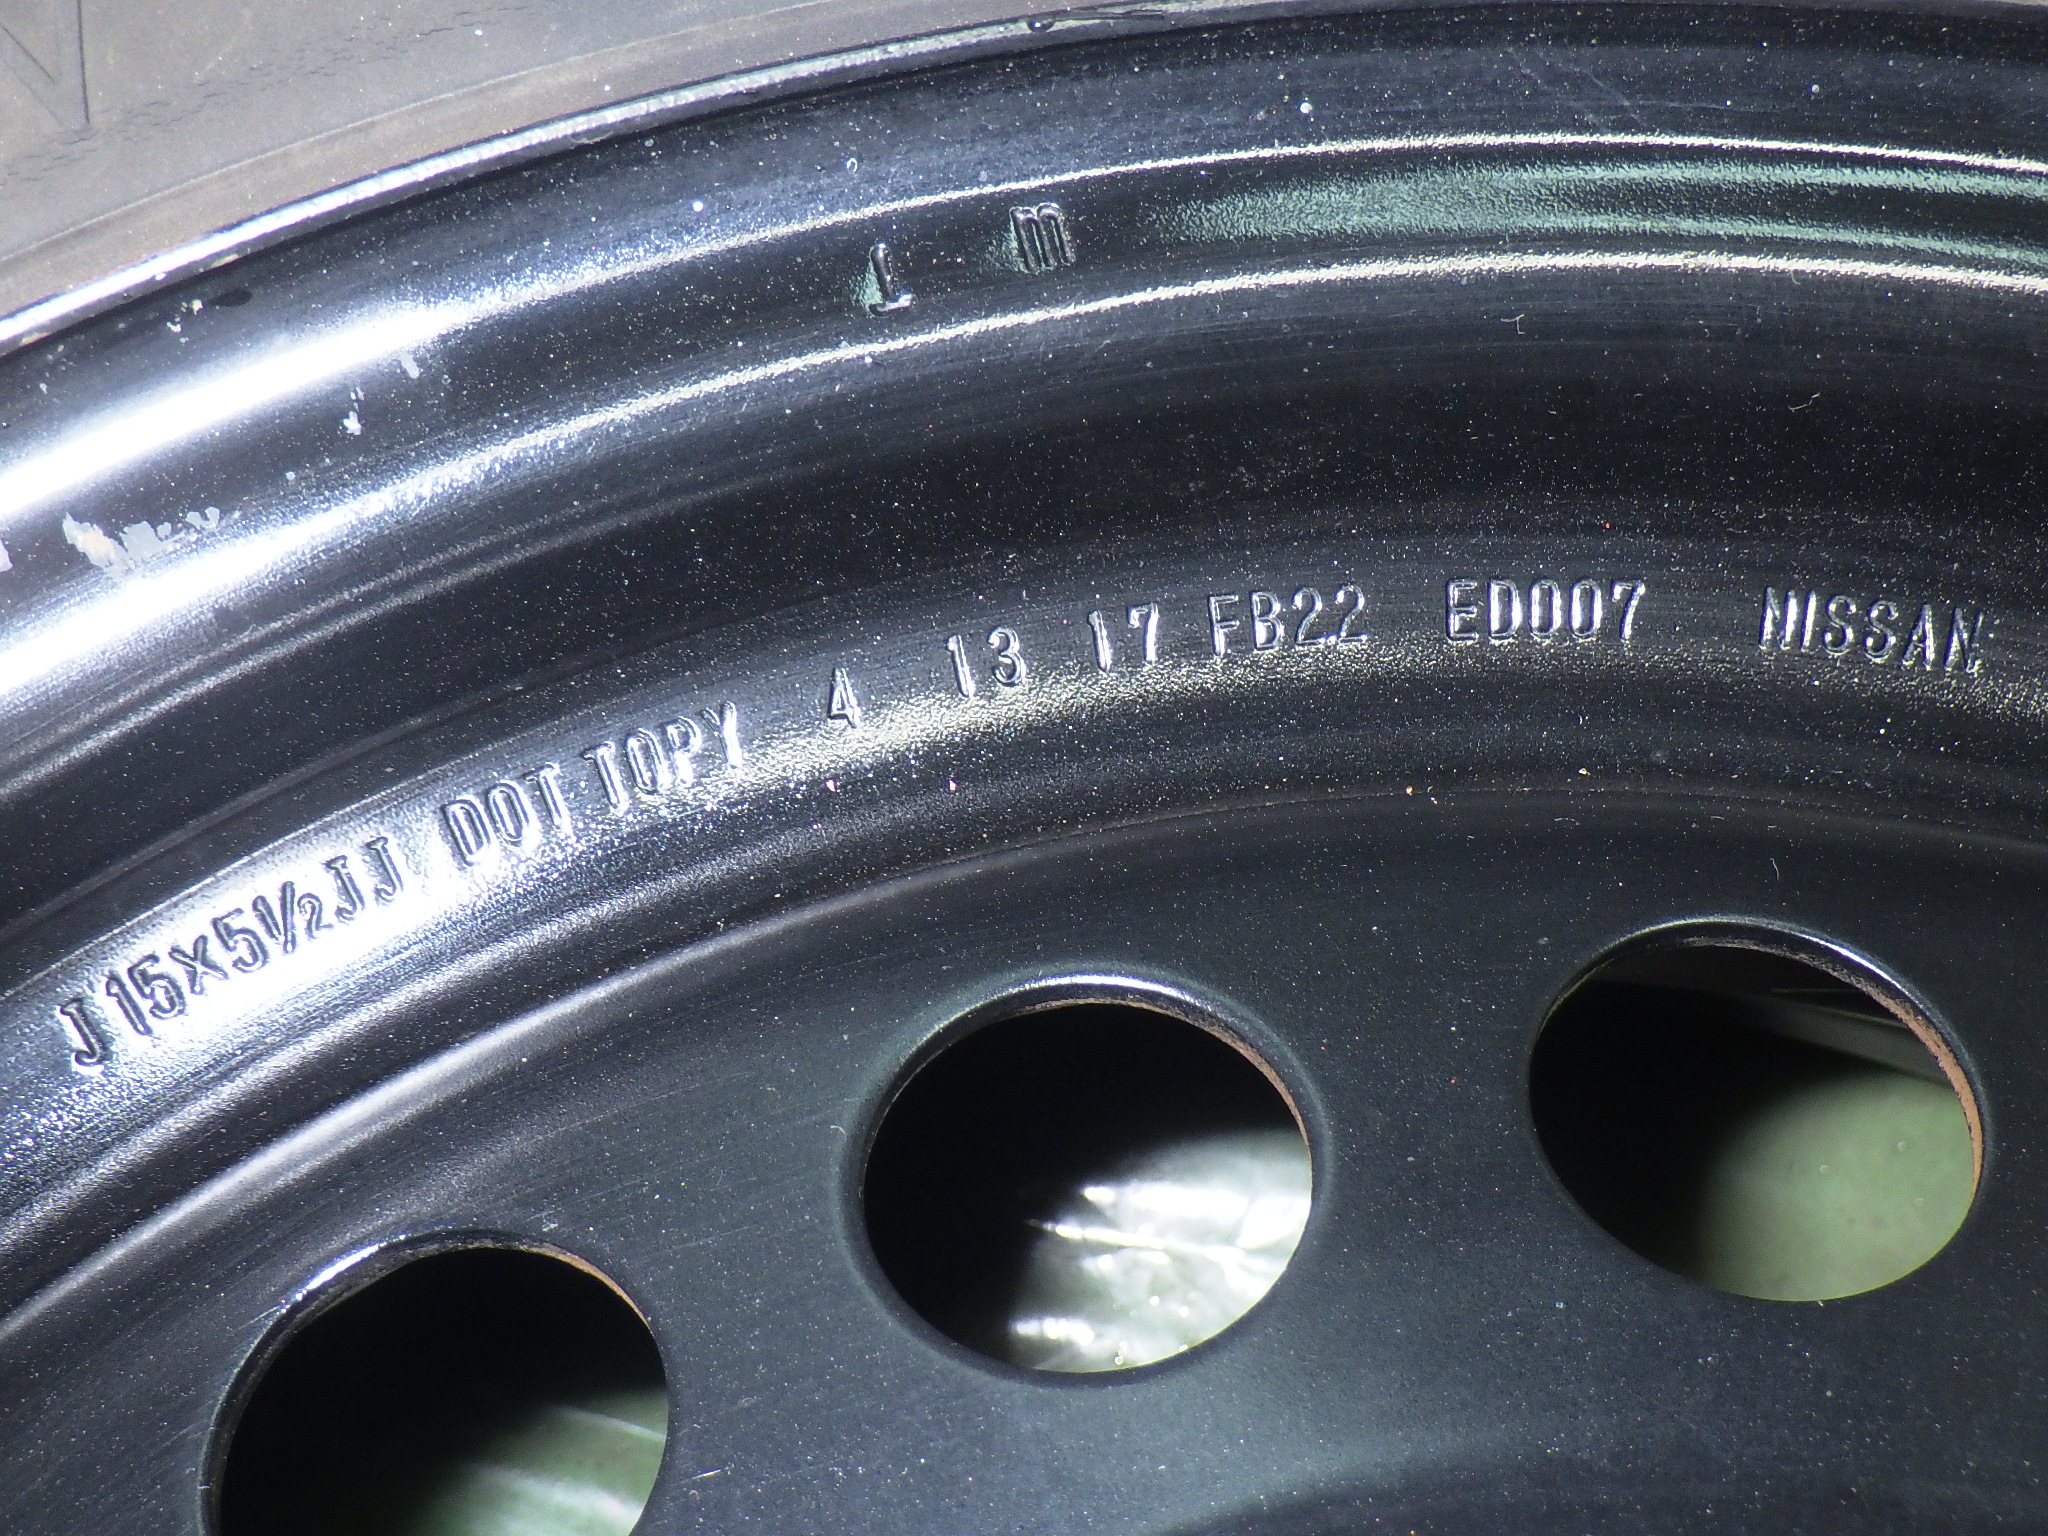 J 15X5½JJ DOT TOPY 4 13 17 FB22 ED007 NISSAN